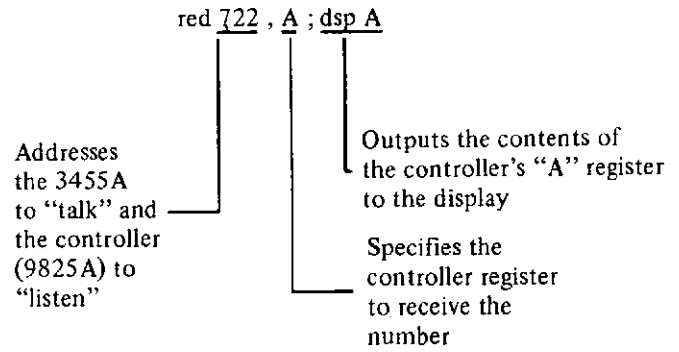 red 722 , A ; dsp A
Addresses
the 3455A
to “talk” and
the controller
(9825A) to
“listen”
Outputs the contents of
the controller’s “A” register
to the display
Specifies the
controller register
to receive the
number